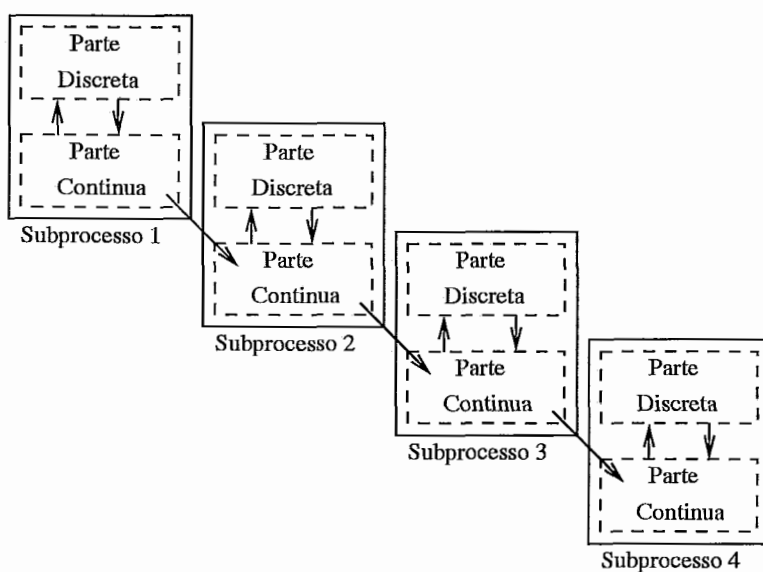 Parte
Discreta
Parte
Continua
Subprocesso 1
Parte
Discreta
Parte
Continua
Subprocesso 2
Parte
Discreta
Parte
Continua
Subprocesso 3
Parte
Discreta
Parte
Continua
Subprocesso 4